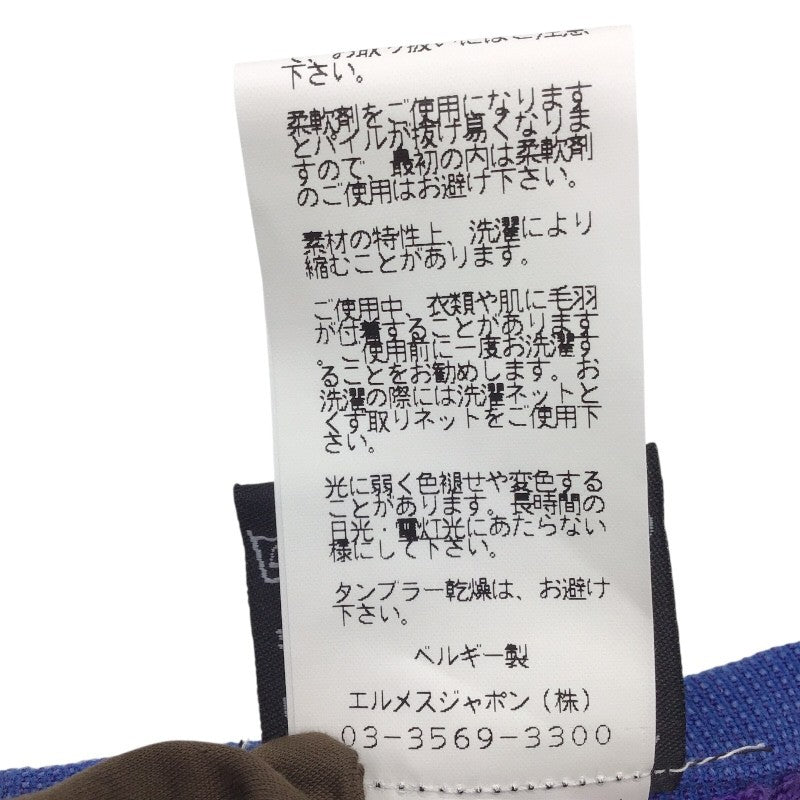 、お取り扱いにはご注意
下さい。
柔軟剤をご使用になります
とパイルが抜け易くなりま
すので、最初の内は柔軟剤
のご使用はお避け下さい。
素材の特性上、洗濯により
縮むことがあります。
ご使用中、衣類や肌に毛羽
が付着することがあります
。ご使用前に一度お洗濯す
ることをお勧めします。お
洗濯の際には洗濯ネットと
くず取りネットをご使用下
さい。
光に弱く色褪せや変色する
ことがあります。長時間の
日光・電灯光にあたらない
様にして下さい。
タンブラー乾燥は、お避け
下さい。
ベルギー製
エルメスジャポン(株)
03-3569-3300